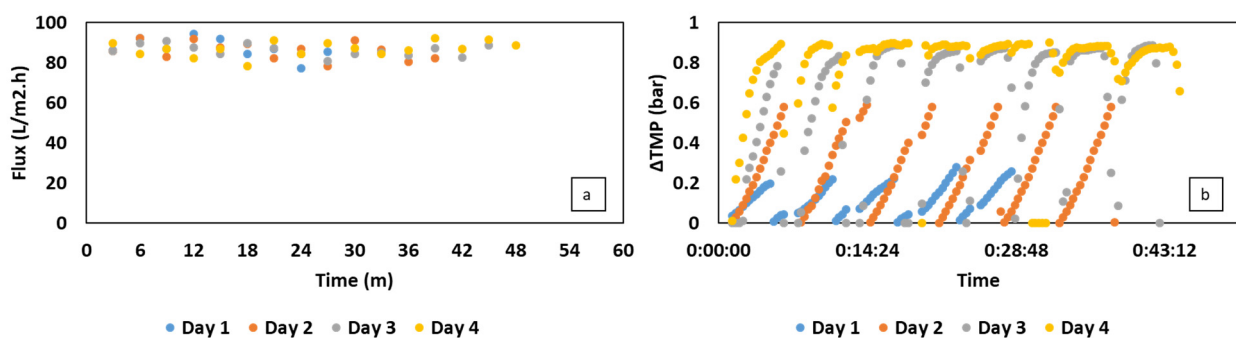 100
80
60
40
20
0
Flux (L/m2.h)
a
0 6 12 18 24 30 36 42 48 54 60
Time (m)
Day 1 Day 2 Day 3 Day 4
1
0.8
0.6
0.4
0.2
0
ΔTMP (bar)
b
0:00:00 0:14:24 0:28:48 0:43:12
Time
Day 1 Day 2 Day 3 Day 4